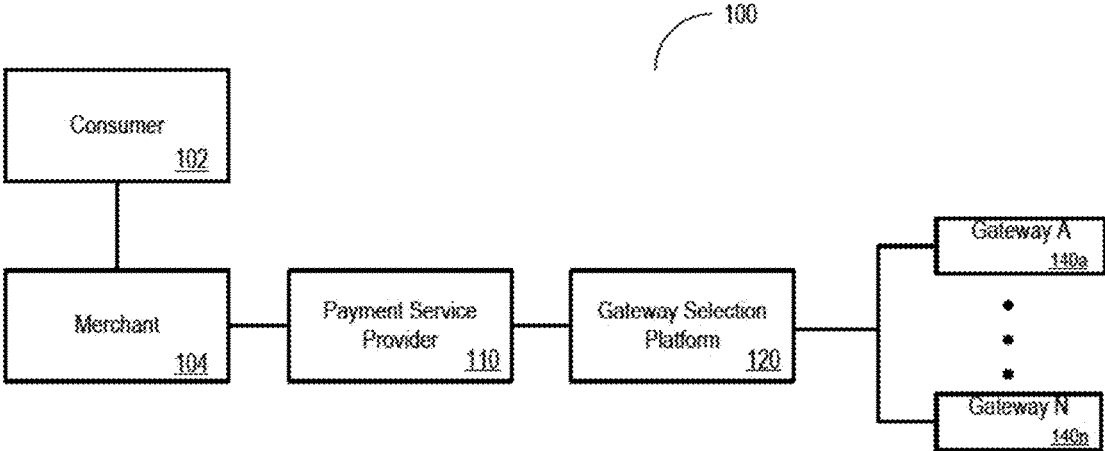 100
Consumer
102
Merchant
104
Payment Service
Provider
110
Gateway Selection
Platform
120
Gateway A
140a
Gateway N
140n